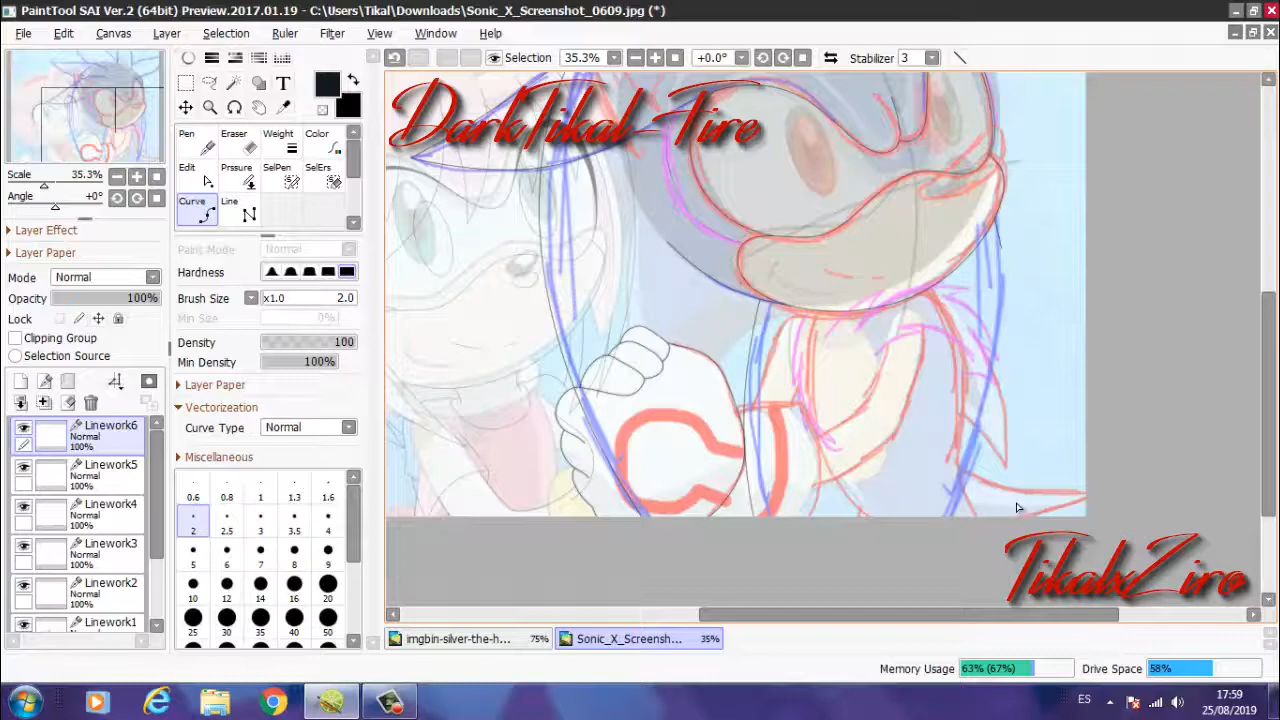 PaintTool SAI Ver.2 (64bit) Preview.2017.01.19 - C:\Users\Tikal\Downloads\Sonic_X_Screenshot_0609.jpg (*)
File Edit Canvas Layer Selection Ruler Filter View Window Help
Selection 35.3% +0.0° Stabilizer 3
DarkTikal-Fire
T
Pen Eraser Weight Color
Edit Prssure SelPen SelErs
Curve Line
Scale 35.3%
Angle +0°
Layer Effect
Layer Paper
Mode Normal
Opacity 100%
Lock
Clipping Group
Selection Source
Paint Mode Normal
Hardness
Brush Size x1.0 2.0
Min Size 0%
Density 100
Min Density 100%
Layer Paper
Vectorization
Curve Type Normal
Miscellaneous
0.6 0.8 1 1.3 1.6
2 2.5 3 3.5 4
5 6 7 8 9
10 12 14 16 20
25 30 35 40 50
Linework6
Normal
100%
Linework5
Normal
100%
Linework4
Normal
100%
Linework3
Normal
100%
Linework2
Normal
100%
Linework1
TikalxZiro
imgbin-silver-the-h... 75% Sonic_X_Screensh... 35%
Memory Usage 63% (67%) Drive Space 58%
ES 17:59
25/08/2019